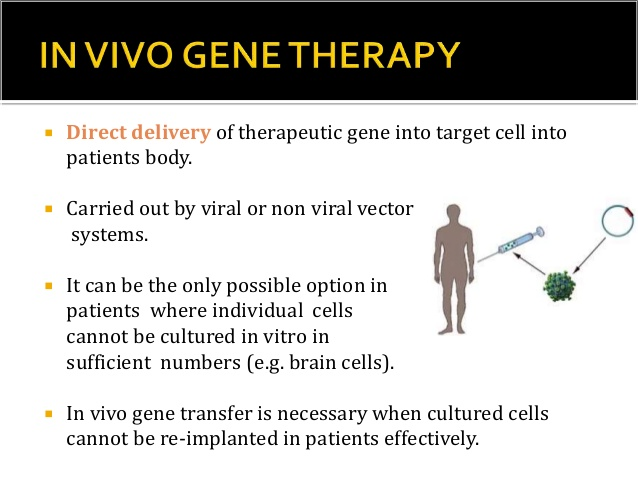 IN VIVO GENE THERAPY
Direct delivery of therapeutic gene into target cell into
patients body.
Carried out by viral or non viral vector
systems.
It can be the only possible option in
patients where individual cells
cannot be cultured in vitro in
sufficient numbers (e.g. brain cells).
In vivo gene transfer is necessary when cultured cells
cannot be re-implanted in patients effectively.